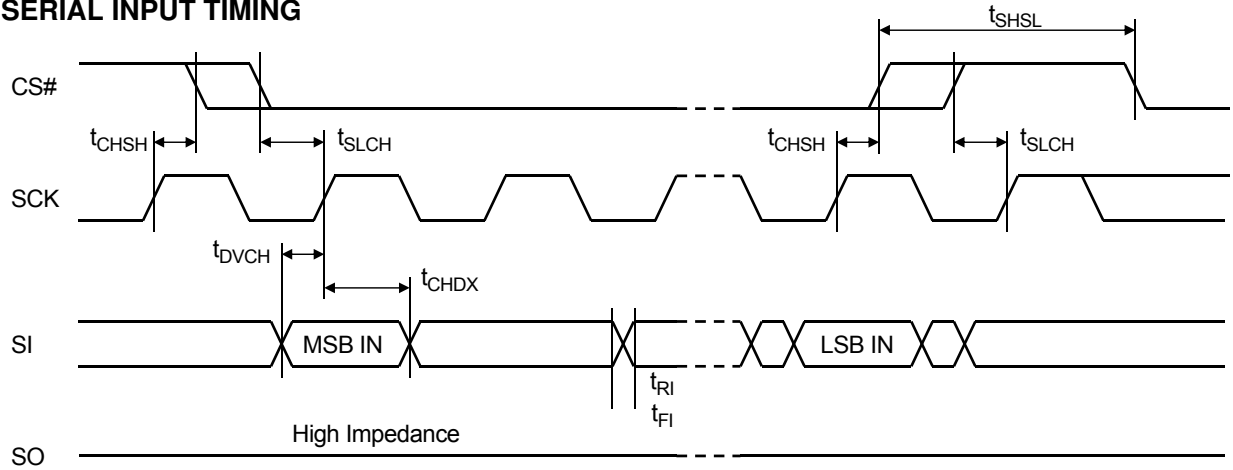 SERIAL INPUT TIMING
tSHSL
CS#
tCHSH
tSLCH
tCHSH
tSLCH
SCK
tDVCH
tCHDX
SI
MSB IN
LSB IN
tRI
tFI
High Impedance
SO